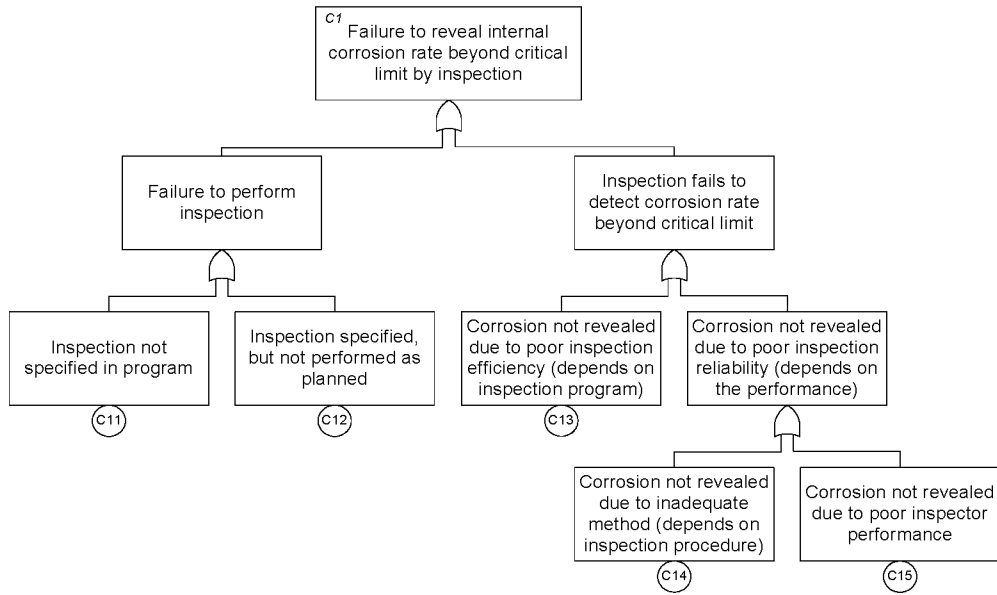 C1
Failure to reveal internal
corrosion rate beyond critical
limit by inspection
Failure to perform
inspection
Inspection fails to
detect corrosion rate
beyond critical limit
Inspection not
specified in program
Inspection specified,
but not performed as
planned
Corrosion not revealed
due to poor inspection
efficiency (depends on
inspection program)
Corrosion not revealed
due to poor inspection
reliability (depends on
the performance)
C11
C12
C13
Corrosion not revealed
due to inadequate
method (depends on
inspection procedure)
Corrosion not revealed
due to poor inspector
performance
C14
C15